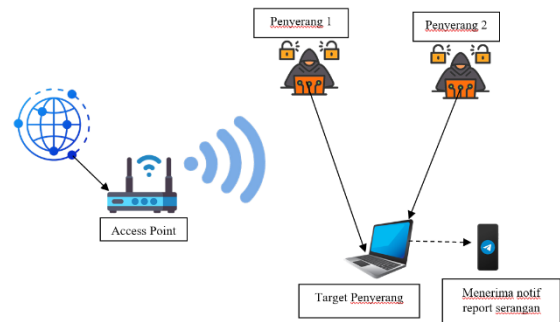 Penyerang 1
Penyerang 2
Access Point
Target Penyerang
Menerima notif
report serangan